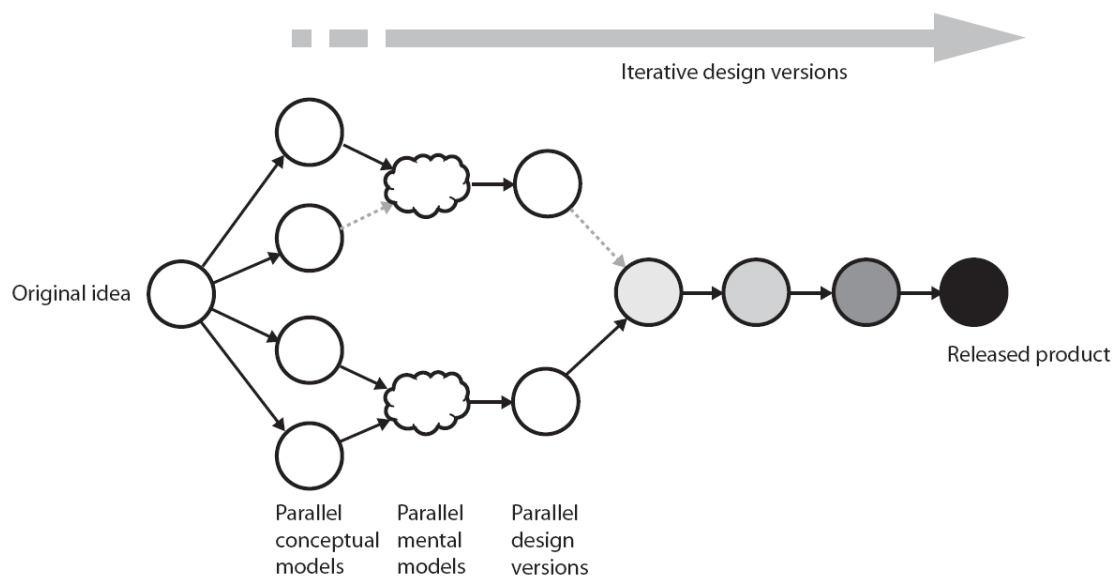 Iterative design versions
Original idea
Released product
Parallel
conceptual
models
Parallel
mental
models
Parallel
design
versions